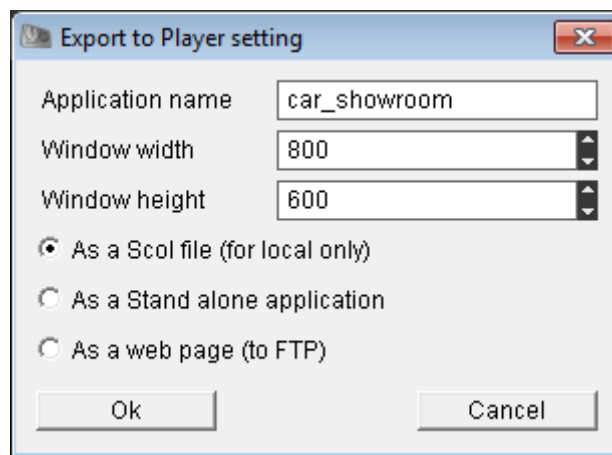 Export to Player setting
Application name car_showroom
Window width 800
Window height 600
As a Scol file (for local only)
As a Stand alone application
As a web page (to FTP)
Ok Cancel